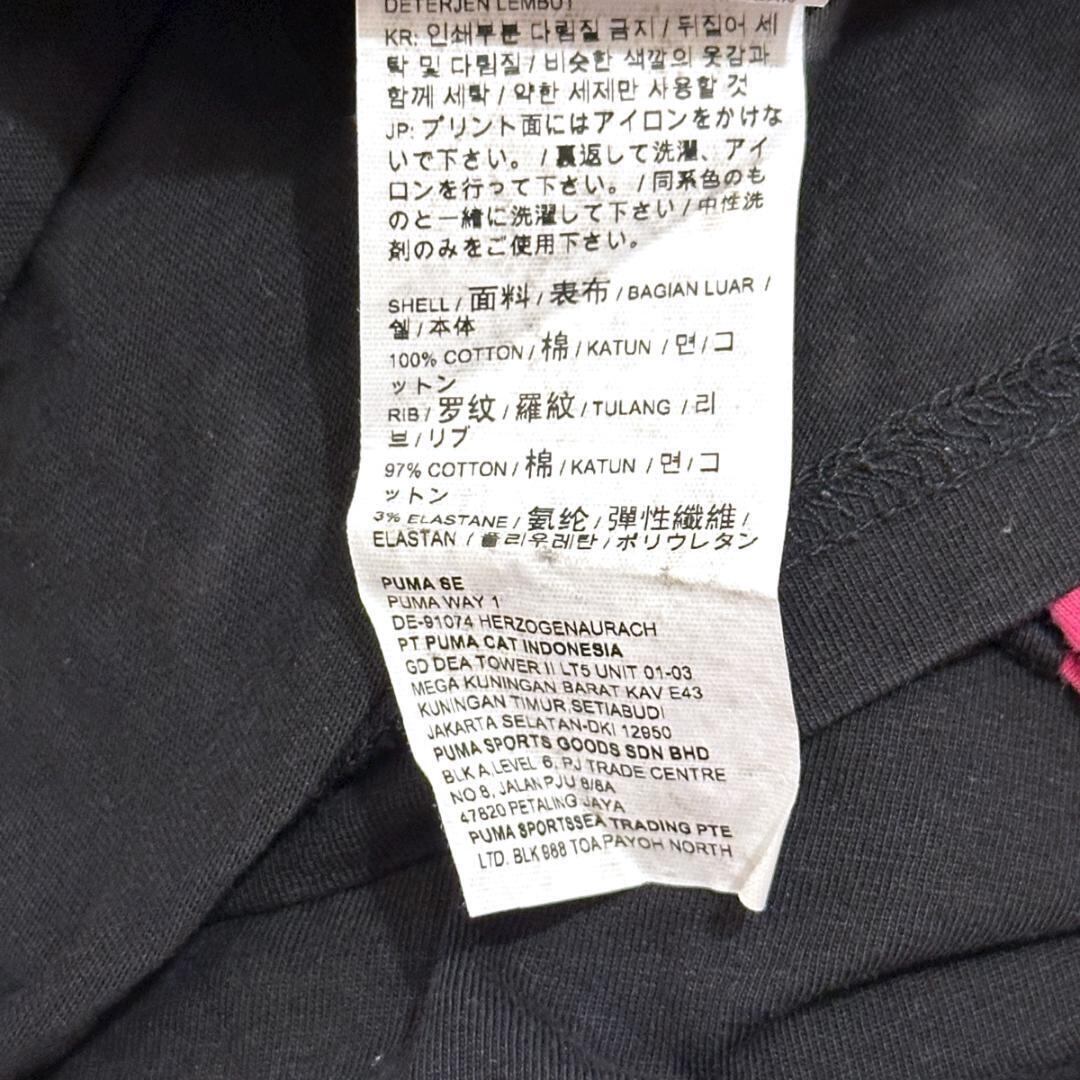 DETERJEN LEMBUT
KR: 인쇄부분 다림질 금지 / 뒤집어 세
탁 및 다림질 / 비슷한 색깔의 옷감과
함께 세탁 / 약한 세제만 사용할 것
JP: プリント面にはアイロンをかけな
いで下さい。 / 裏返して洗濯、アイ
ロンを行って下さい。 / 同系色のも
のと一緒に洗濯して下さい / 中性洗
剤のみをご使用下さい。
SHELL / 面料 / 表布 / BAGIAN LUAR /
쉘 / 本体
100% COTTON / 棉 / KATUN / 면 / コ
ットン
RIB / 罗纹 / 羅紋 / TULANG / 리
브 / リブ
97% COTTON / 棉 / KATUN / 면 / コ
ットン
3% ELASTANE / 氨纶 / 彈性纖維 /
ELASTAN / 폴리우레탄 / ポリウレタン
PUMA SE
PUMA WAY 1
DE-91074 HERZOGENAURACH
PT PUMA CAT INDONESIA
GD DEA TOWER II LT5 UNIT 01-03
MEGA KUNINGAN BARAT KAV E43
KUNINGAN TIMUR,SETIABUDI
JAKARTA SELATAN-DKI 12950
PUMA SPORTS GOODS SDN BHD
BLK A,LEVEL 6, PJ TRADE CENTRE
NO 8, JALAN PJU 8/8A
47820 PETALING JAYA
PUMA SPORTSSEA TRADING PTE
LTD. BLK 988 TOA PAYOH NORTH